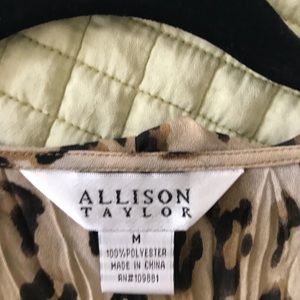 ALLISON
TAYLOR
M
100% POLYESTER
MADE IN CHINA
RN#109881